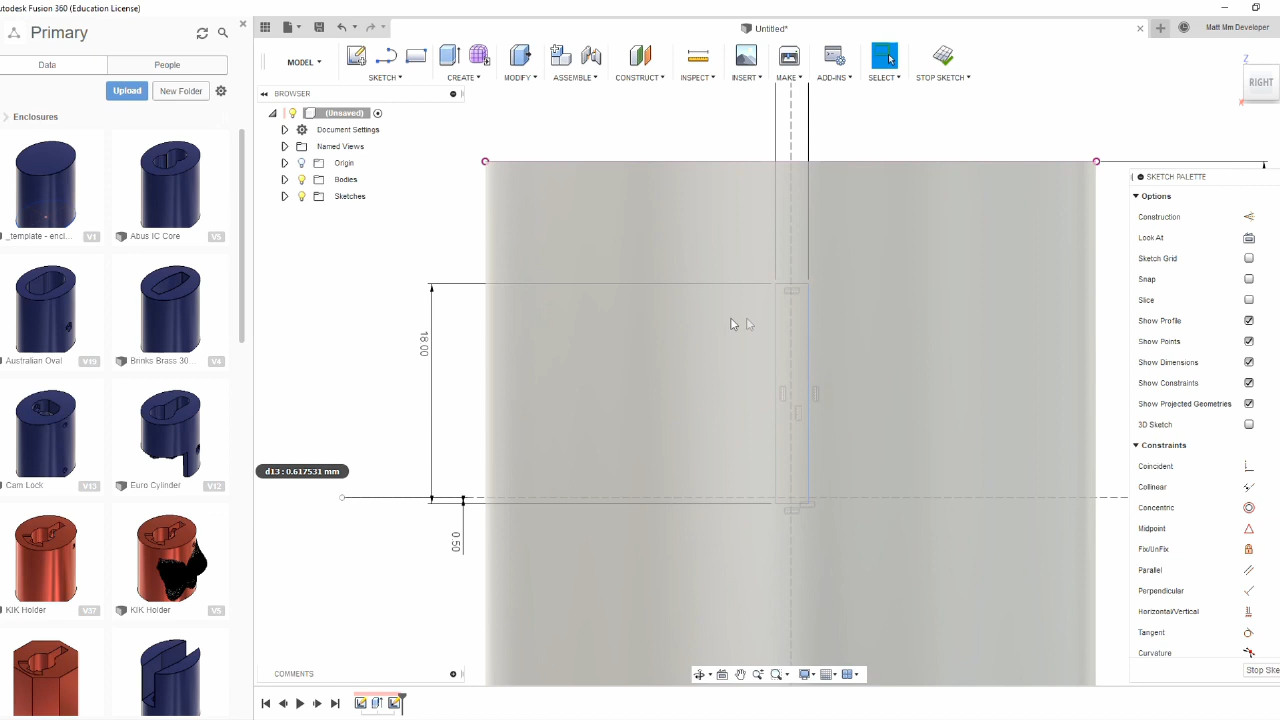 Autodesk Fusion 360 (Education License)
Primary
Untitled*
Matt Mm Developer
Data
People
MODEL
SKETCH
CREATE
MODIFY
ASSEMBLE
CONSTRUCT
INSPECT
INSERT
MAKE
ADD-INS
SELECT
STOP SKETCH
Upload
New Folder
Enclosures
_template - encl...
V1
Abus IC Core
V5
Australian Oval
V19
Brinks Brass 30...
V4
Cam Lock
V13
Euro Cylinder
V12
KIK Holder
V37
KIK Holder
V5
BROWSER
(Unsaved)
Document Settings
Named Views
Origin
Bodies
Sketches
Z
RIGHT
X
18.00
d13 : 0.617531 mm
0.50
SKETCH PALETTE
Options
Construction
Look At
Sketch Grid
Snap
Slice
Show Profile
Show Points
Show Dimensions
Show Constraints
Show Projected Geometries
3D Sketch
Constraints
Coincident
Collinear
Concentric
Midpoint
Fix/UnFix
Parallel
Perpendicular
Horizontal/Vertical
Tangent
Curvature
Stop Ske
COMMENTS